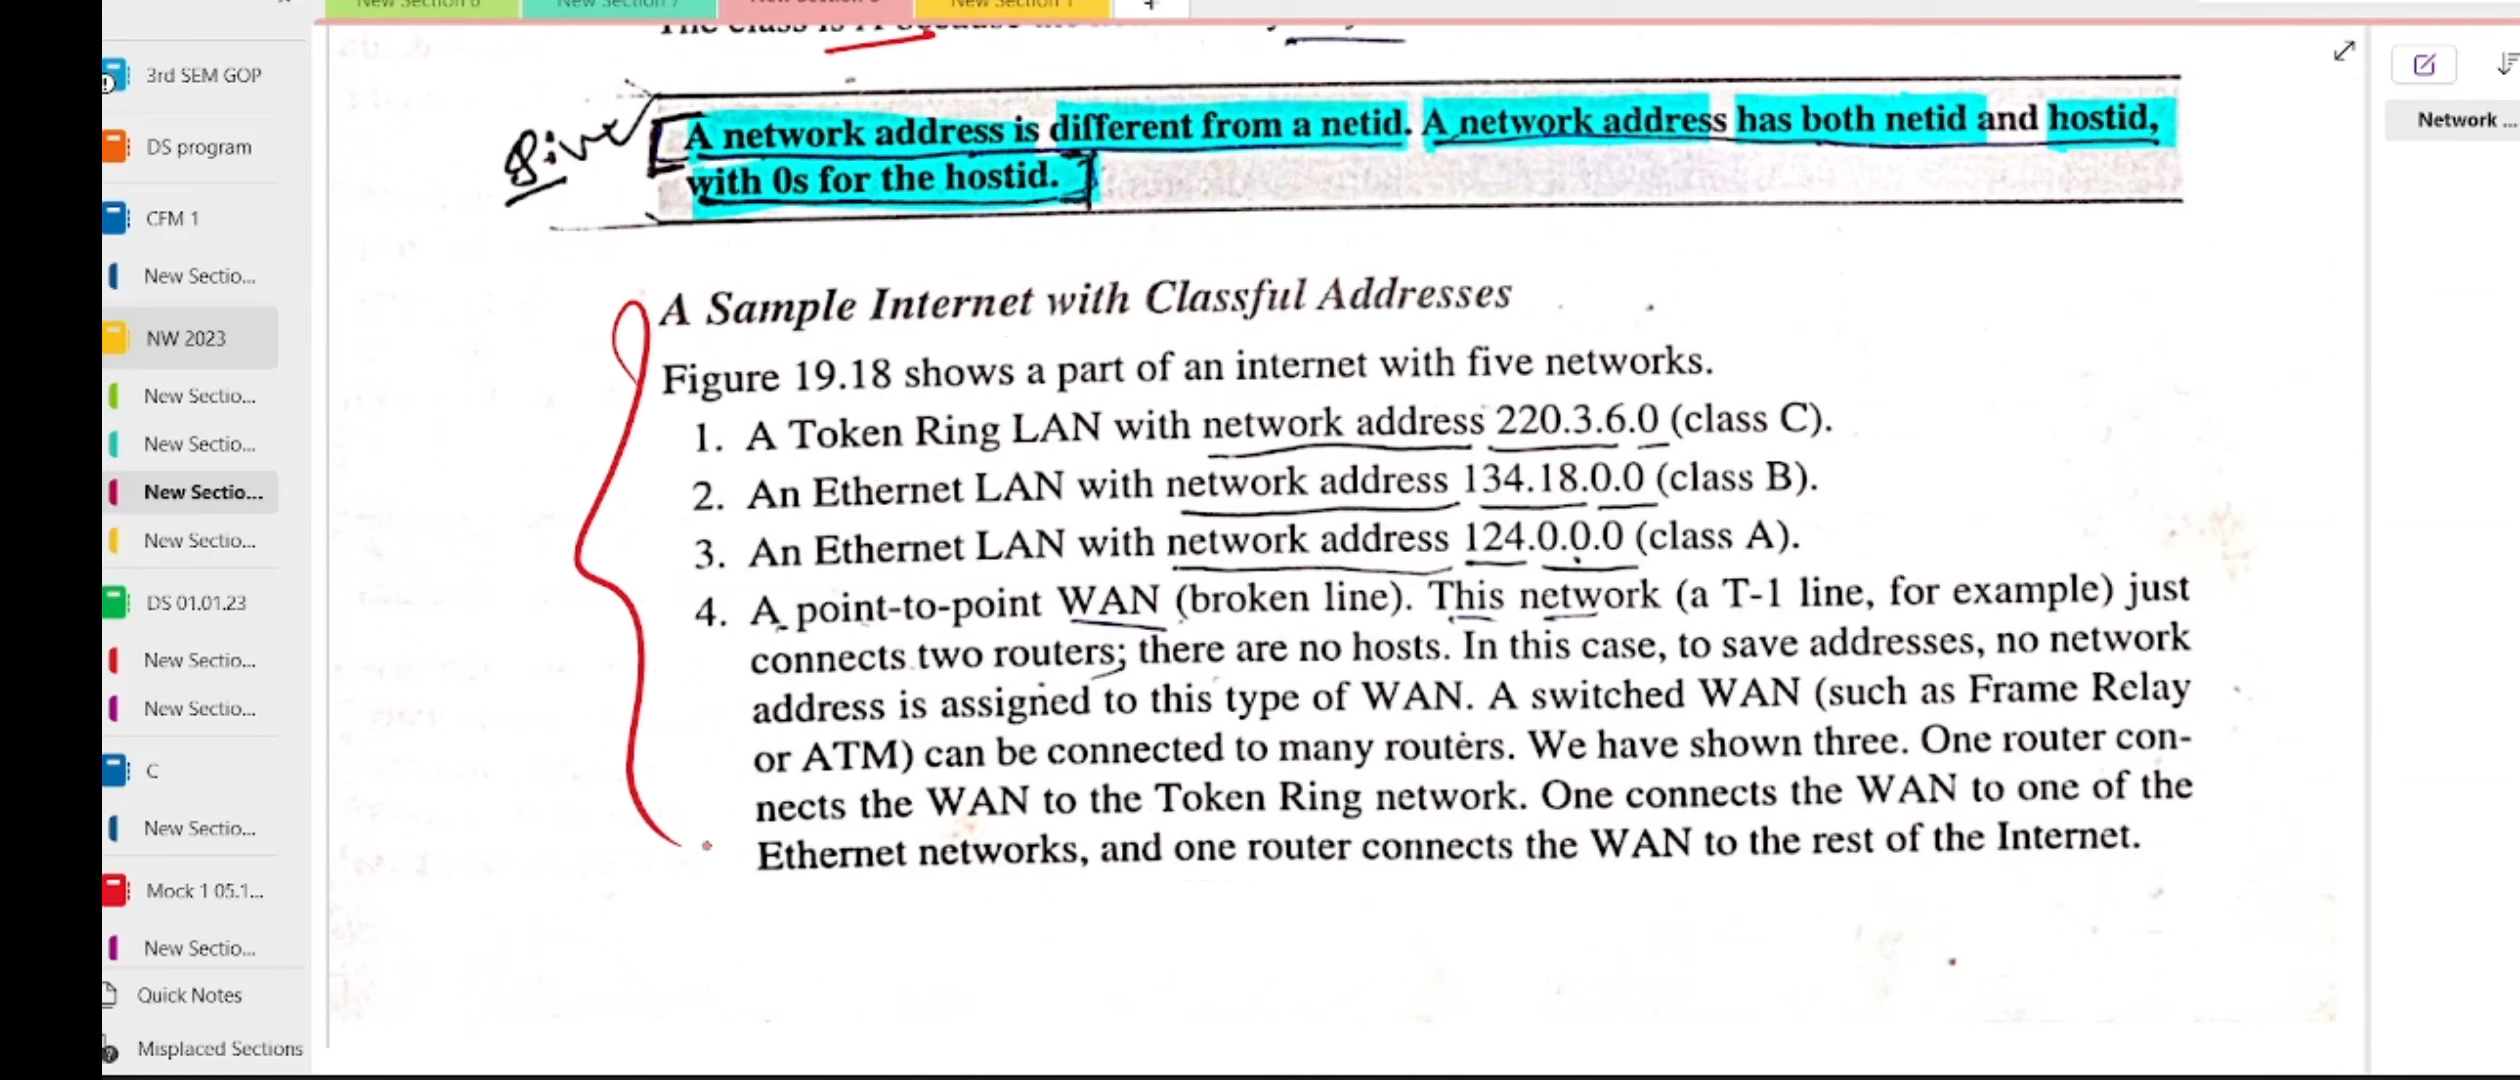 New Section 7
New Section 1
+
3rd SEM GOP
DS program
CFM 1
New Sectio...
NW 2023
New Sectio...
New Sectio...
New Sectio...
New Sectio...
DS 01.01.23
New Sectio...
New Sectio...
C
New Sectio...
Mock 1 05.1...
New Sectio...
Quick Notes
Misplaced Sections
The class is A because
A network address is different from a netid. A network address has both netid and hostid,
with 0s for the hostid.
A Sample Internet with Classful Addresses
Figure 19.18 shows a part of an internet with five networks.
1. A Token Ring LAN with network address 220.3.6.0 (class C).
2. An Ethernet LAN with network address 134.18.0.0 (class B).
3. An Ethernet LAN with network address 124.0.0.0 (class A).
4. A point-to-point WAN (broken line). This network (a T-1 line, for example) just
connects two routers; there are no hosts. In this case, to save addresses, no network
address is assigned to this type of WAN. A switched WAN (such as Frame Relay
or ATM) can be connected to many routers. We have shown three. One router con-
nects the WAN to the Token Ring network. One connects the WAN to one of the
Ethernet networks, and one router connects the WAN to the rest of the Internet.
Network ...